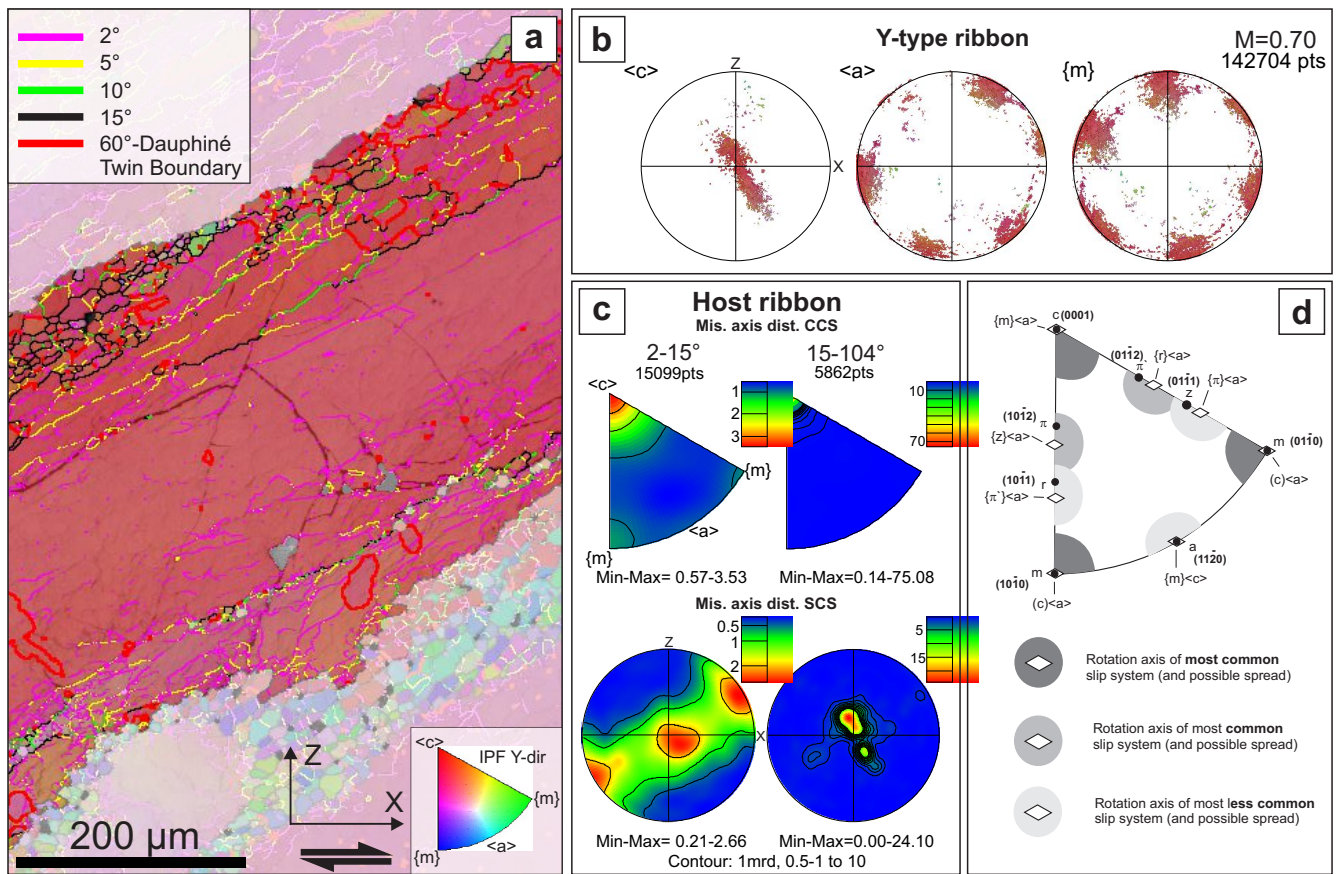 a
2°
5°
10°
15°
60°-Dauphiné
Twin Boundary
Z
X
200 µm
<c>
IPF Y-dir
{m}
{m}
<a>
b
Y-type ribbon
M=0.70
142704 pts
<c>
Z
X
<a>
{m}
c
Host ribbon
Mis. axis dist. CCS
2-15°
15099pts
15-104°
5862pts
<c>
1
2
3
10
70
{m}
<a>
{m}
Min-Max= 0.57-3.53
Min-Max=0.14-75.08
Mis. axis dist. SCS
Z
0.5
1
2
5
15
X
Min-Max= 0.21-2.66
Min-Max=0.00-24.10
Contour: 1mrd, 0.5-1 to 10
d
c (0001)
{m}<a>
(011̄2)
π`
{r}<a>
(011̄1)
z
{π}<a>
(101̄2)
π
{z}<a>
m (011̄0)
(c)<a>
(101̄1)
r
{π`}<a>
a
(112̄0)
{m}<c>
m
(101̄0)
(c)<a>
Rotation axis of most common
slip system (and possible spread)
Rotation axis of most common
slip system (and possible spread)
Rotation axis of most less common
slip system (and possible spread)